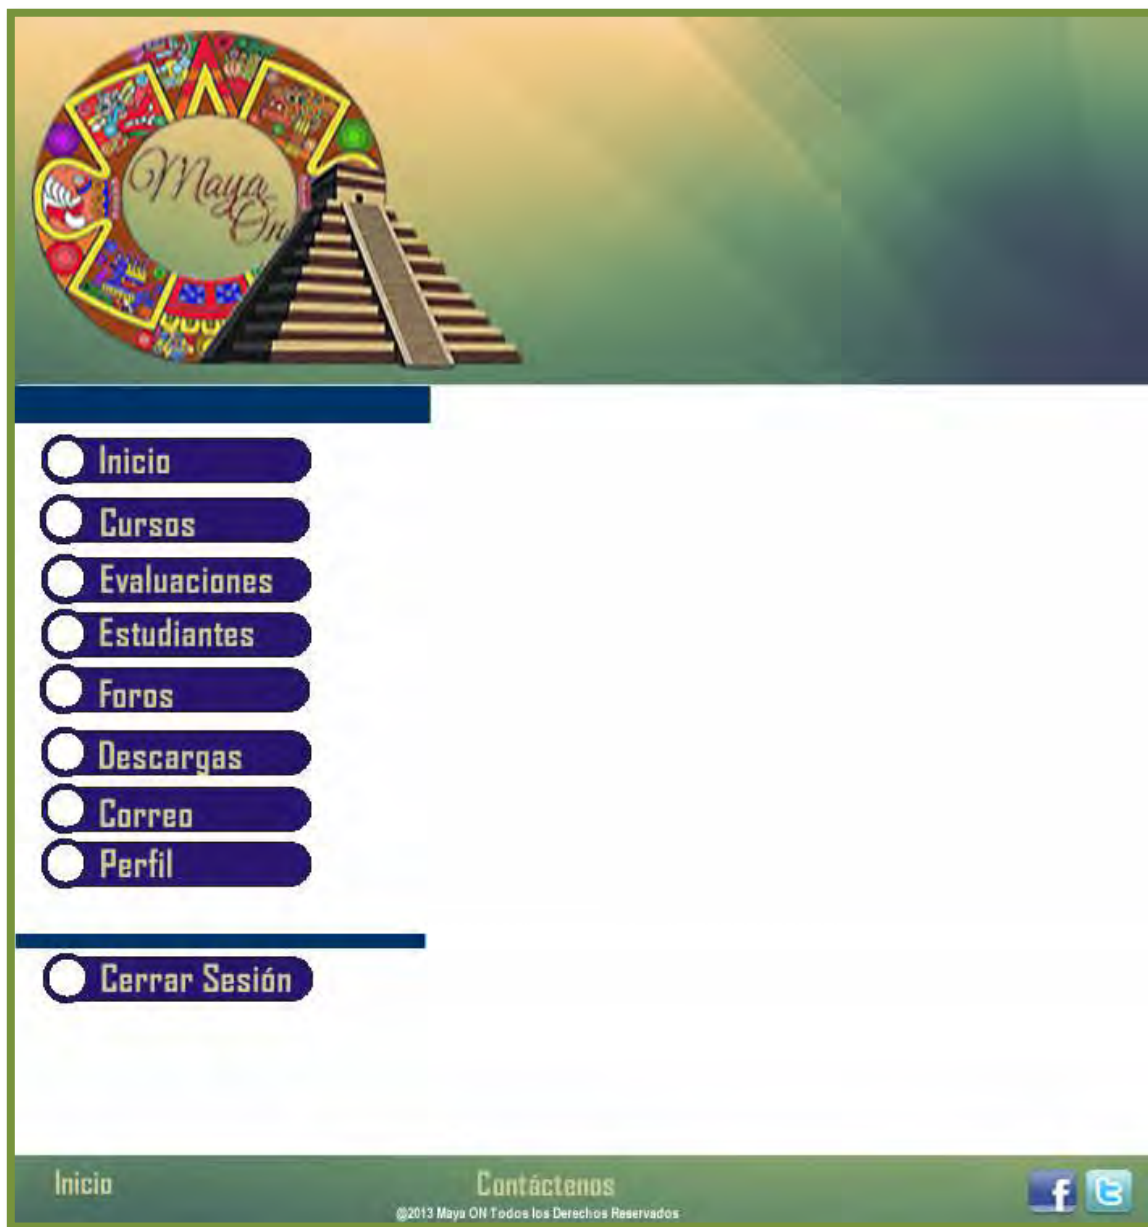 Maya
On
Inicio
Cursos
Evaluaciones
Estudiantes
Foros
Descargas
Correo
Perfil
Cerrar Sesión
Inicio
Contáctenos
@2013 Maya ON Todos los Derechos Reservados